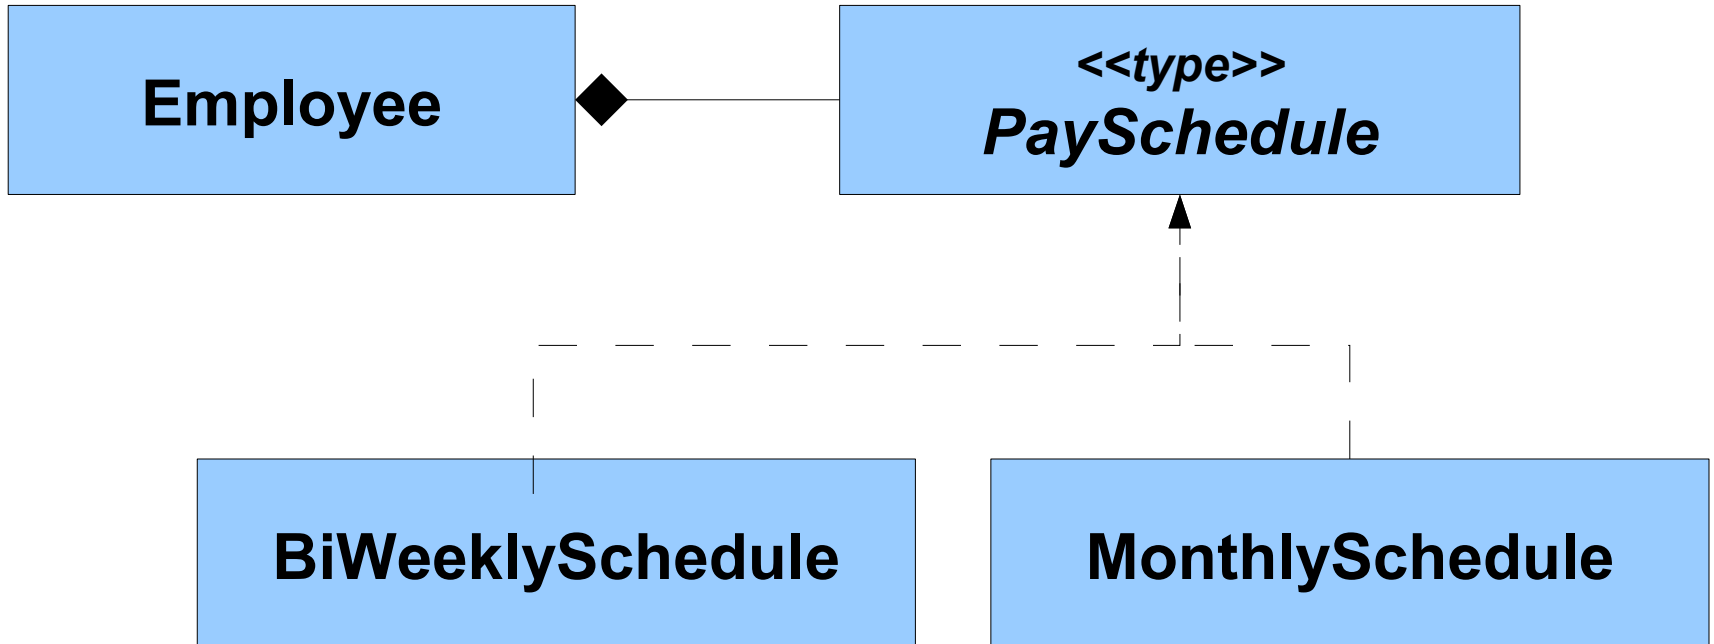 Employee
<<type>>
PaySchedule
BiWeeklySchedule
MonthlySchedule